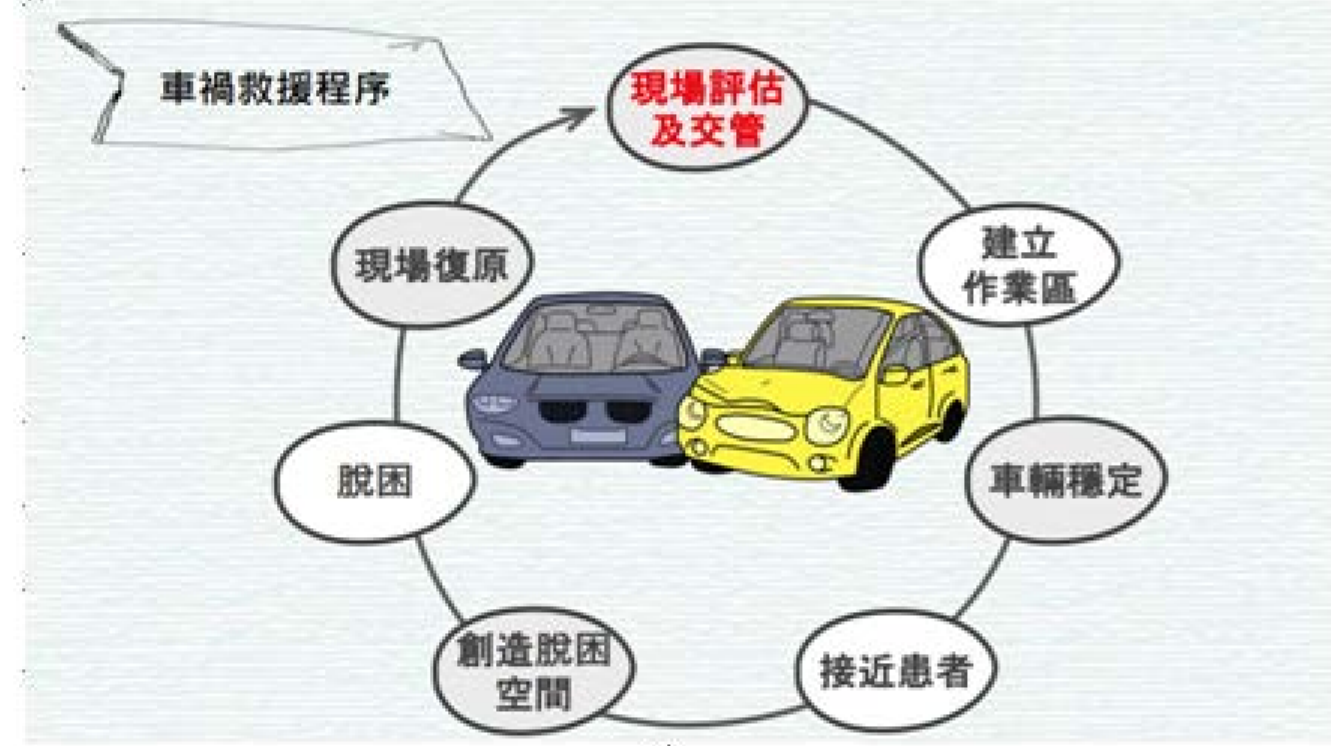 車禍救援程序
現場評估
及交管
建立
作業區
車輛穩定
接近患者
創造脫困
空間
脫困
現場復原